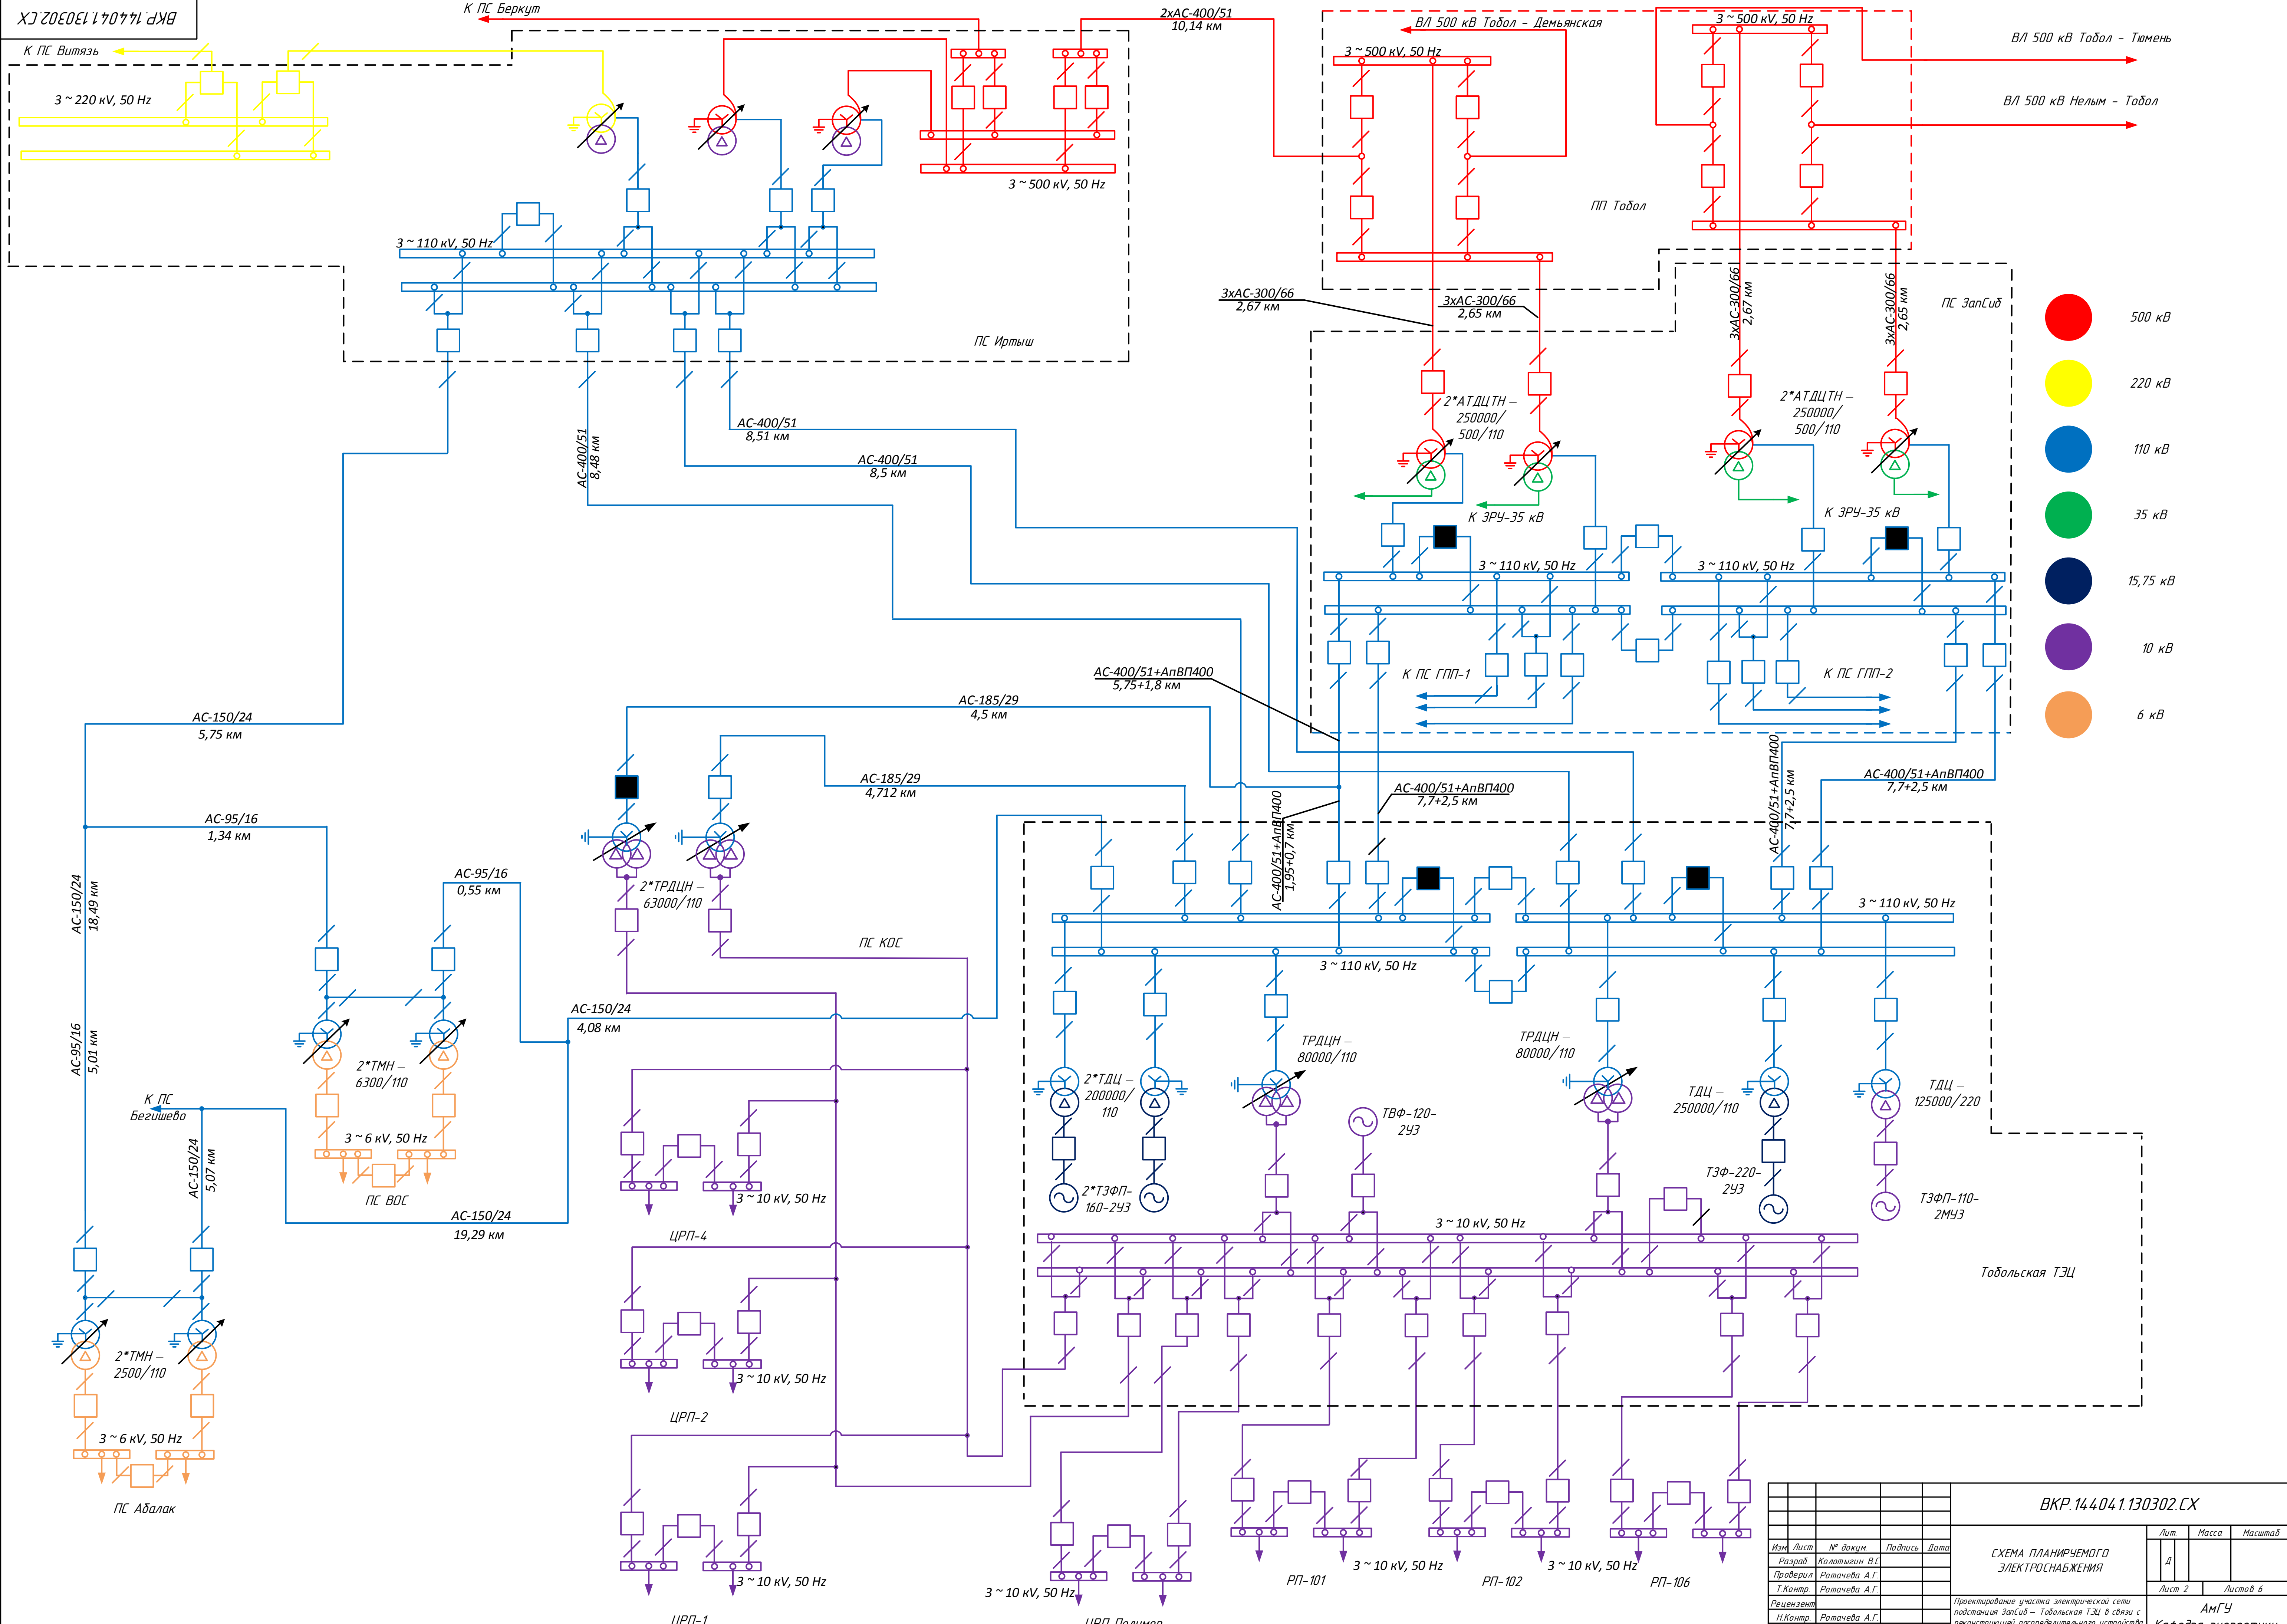 ВКР.144041.130302.СХ
К ПС Витязь
3 ~ 220 kV, 50 Hz
К ПС Беркут
3 ~ 500 kV, 50 Hz
3 ~ 110 kV, 50 Hz
ПС Иртыш
2хАС-400/51
10,14 км
ВЛ 500 кВ Тобол - Демьянская
3 ~ 500 kV, 50 Hz
3 ~ 500 kV, 50 Hz
ВЛ 500 кВ Тобол - Тюмень
ВЛ 500 кВ Нелым - Тобол
ПП Тобол
3хАС-300/66
2,67 км
3хАС-300/66
2,65 км
3хАС-300/66
2,67 км
3хАС-300/66
2,65 км
ПС ЗапСиб
500 кВ
220 кВ
110 кВ
35 кВ
15,75 кВ
10 кВ
6 кВ
2*АТДЦТН –
250000/
500/110
2*АТДЦТН –
250000/
500/110
К ЗРУ-35 кВ
К ЗРУ-35 кВ
3 ~ 110 kV, 50 Hz
3 ~ 110 kV, 50 Hz
К ПС ГПП-1
К ПС ГПП-2
АС-400/51
8,48 км
АС-400/51
8,51 км
АС-400/51
8,5 км
АС-150/24
5,75 км
АС-95/16
1,34 км
АС-150/24
18,49 км
АС-95/16
0,55 км
АС-95/16
5,01 км
АС-185/29
4,5 км
АС-185/29
4,712 км
АС-400/51+АпВП400
5,75+1,8 км
АС-400/51+АпВП400
1,95+0,7 км
АС-400/51+АпВП400
7,7+2,5 км
АС-400/51+АпВП400
7,7+2,5 км
АС-400/51+АпВП400
7,7+2,5 км
2*ТРДЦН –
63000/110
ПС КОС
АС-150/24
4,08 км
2*ТМН –
6300/110
3 ~ 6 kV, 50 Hz
ПС ВОС
К ПС
Бегишево
АС-150/24
5,07 км
АС-150/24
19,29 км
2*ТМН –
2500/110
3 ~ 6 kV, 50 Hz
ПС Абалак
3 ~ 110 kV, 50 Hz
3 ~ 110 kV, 50 Hz
2*ТДЦ –
200000/
110
ТРДЦН –
80000/110
ТРДЦН –
80000/110
ТДЦ –
250000/110
ТДЦ –
125000/220
ТВФ-120-
2У3
2*ТЗФП-
160-2У3
ТЗФ-220-
2У3
ТЗФП-110-
2МУ3
3 ~ 10 kV, 50 Hz
Тобольская ТЭЦ
3 ~ 10 kV, 50 Hz
ЦРП-4
3 ~ 10 kV, 50 Hz
ЦРП-2
3 ~ 10 kV, 50 Hz
ЦРП-1
3 ~ 10 kV, 50 Hz
ЦРП Полимер
3 ~ 10 kV, 50 Hz
РП-101
3 ~ 10 kV, 50 Hz
РП-102
РП-106
ВКР.144041.130302.СХ
Изм Лист № докум. Подпись Дата
Разраб. Колотыгин В.С
Проверил Ротачева А.Г.
Т.Контр. Ротачева А.Г.
Рецензент
Н.Контр. Ротачева А.Г.
СХЕМА ПЛАНИРУЕМОГО
ЭЛЕКТРОСНАБЖЕНИЯ
Лит. Масса Масштаб
Д
Лист 2 Листов 6
Проектирование участка электрической сети
подстанция ЗапСиб – Тобольская ТЭЦ в связи с
реконструкцией распределительного устройства
АмГУ
Кафедра энергетики